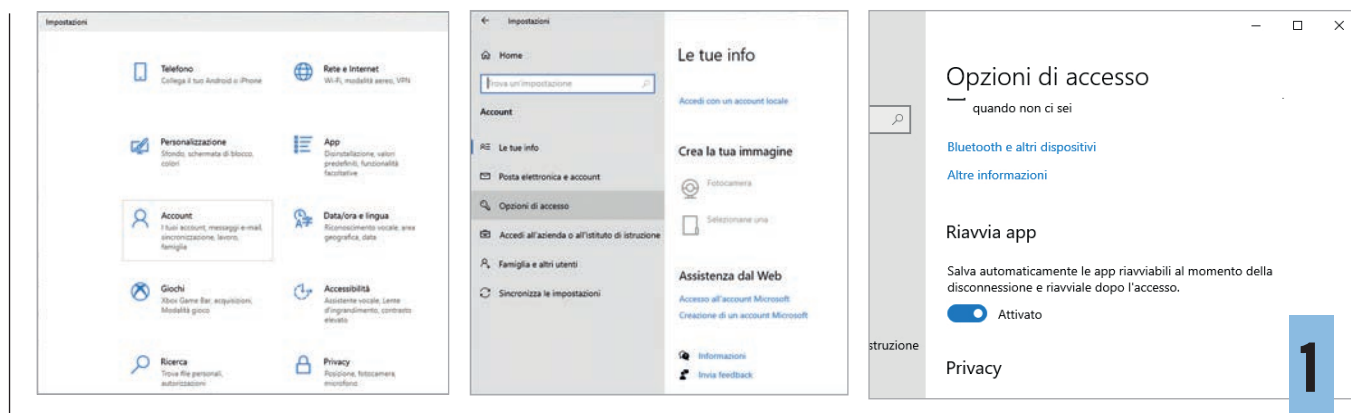 Impostazioni
Telefono
Collega il tuo Android o iPhone
Rete e Internet
Wi-Fi, modalità aereo, VPN
Personalizzazione
Sfondo, schermata di blocco,
colori
App
Disinstallazione, valori
predefiniti, funzionalità
facoltative
Account
I tuoi account, messaggi e-mail,
sincronizzazione, lavoro,
famiglia
Data/ora e lingua
Riconoscimento vocale, area
geografica, data
Giochi
Xbox Game Bar, acquisizioni,
Modalità gioco
Accessibilità
Assistente vocale, Lente
d'ingrandimento, contrasto
elevato
Ricerca
Trova file personali,
autorizzazioni
Privacy
Posizione, fotocamera,
microfono
Impostazioni
Home
Trova un'impostazione
Account
Le tue info
Posta elettronica e account
Opzioni di accesso
Accedi all'azienda o all'istituto di istruzione
Famiglia e altri utenti
Sincronizza le impostazioni
Le tue info
Accedi con un account locale
Crea la tua immagine
Fotocamera
Selezionane una
Assistenza dal Web
Accesso all'account Microsoft
Creazione di un account Microsoft
Informazioni
Invia feedback
Opzioni di accesso
quando non ci sei
Bluetooth e altri dispositivi
Altre informazioni
Riavvia app
Salva automaticamente le app riavviabili al momento della
disconnessione e riavviale dopo l'accesso.
Attivato
struzione
Privacy
1